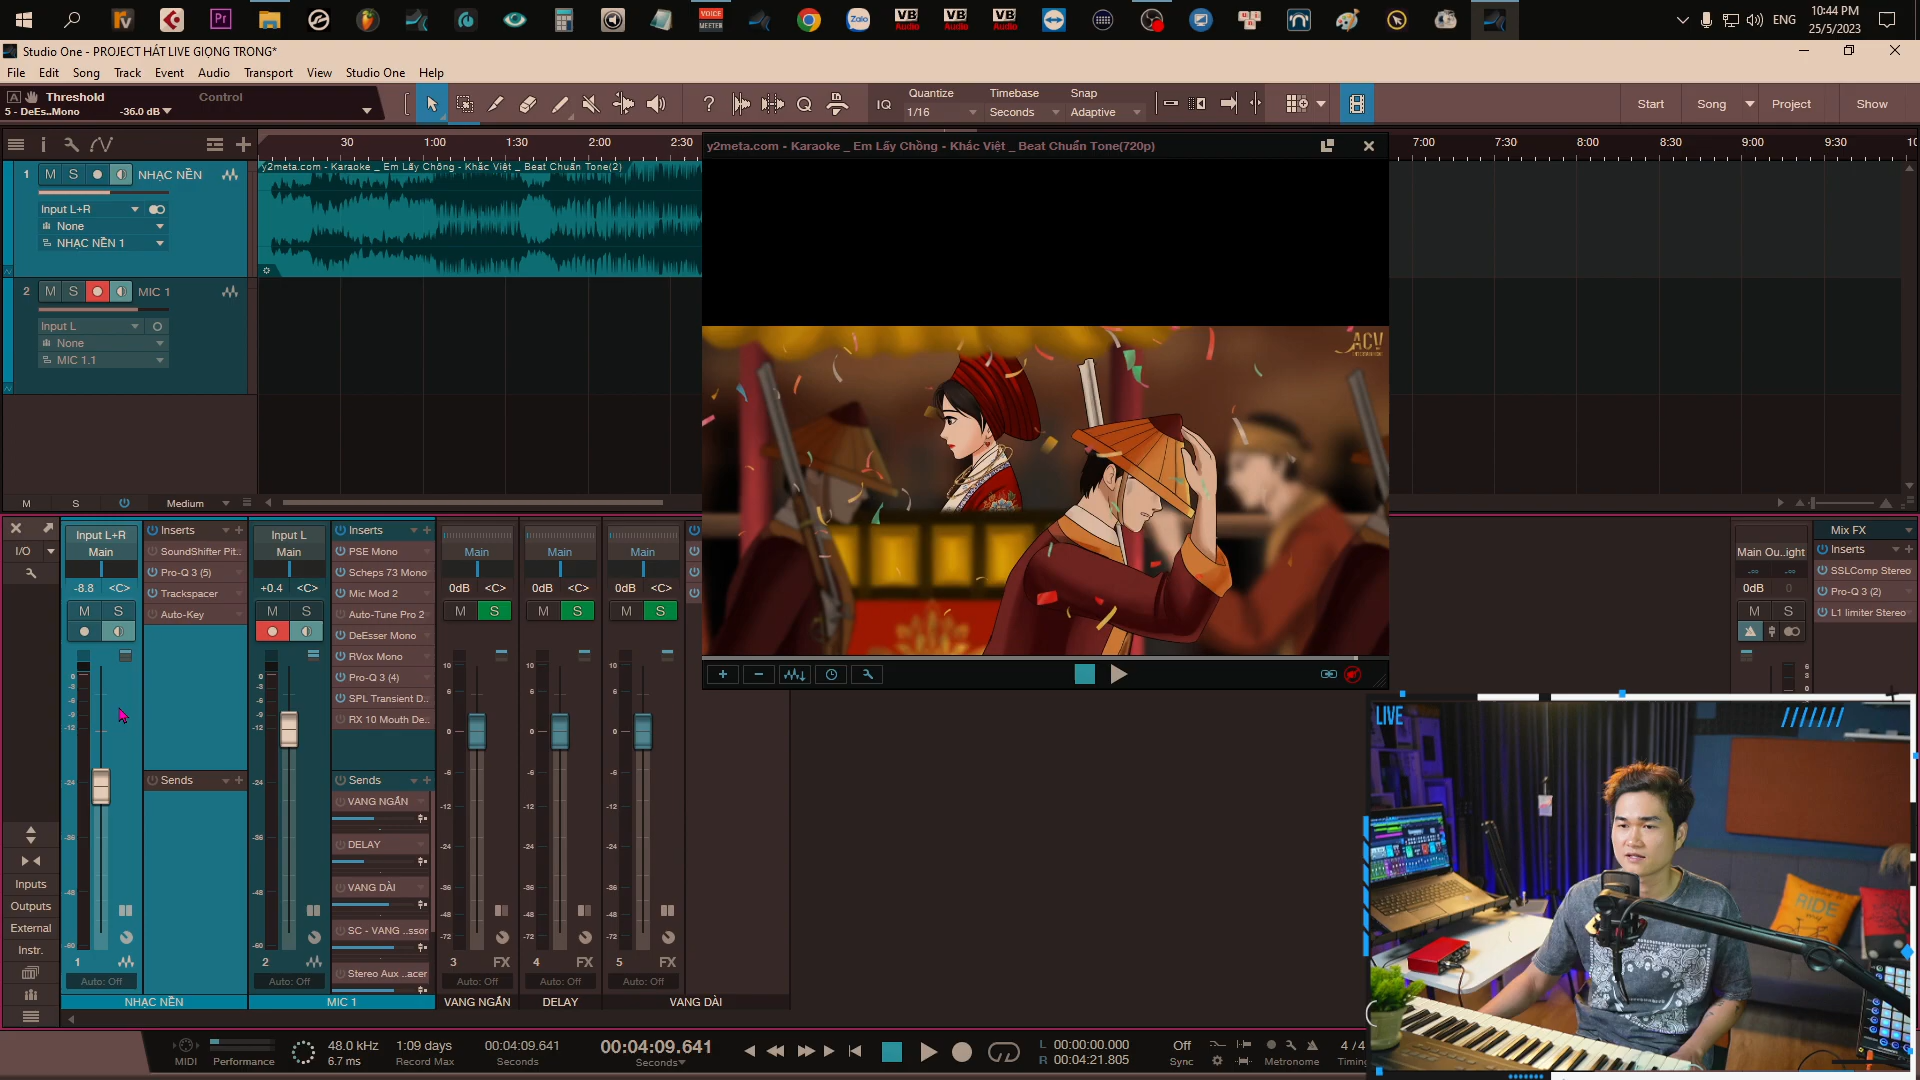 10:44 PM
ENG
25/5/2023
Studio One - PROJECT HÁT LIVE GIỌNG TRONG*
File Edit Song Track Event Audio Transport View Studio One Help
Threshold Control
5 - DeEs..Mono -36.0 dB
IQ
Quantize Timebase Snap
1/16 Seconds Adaptive
Start Song Project Show
30 1:00 1:30 2:00 2:30 7:00 7:30 8:00 8:30 9:00 9:30
y2meta.com - Karaoke _ Em Lấy Chồng - Khắc Việt _ Beat Chuẩn Tone(720p)
y2meta.com - Karaoke _ Em Lấy Chồng - Khắc Việt _ Beat Chuẩn Tone(2)
1 M S NHẠC NỀN
Input L+R
None
NHẠC NỀN 1
2 M S MIC 1
Input L
None
MIC 1.1
ACV
M S Medium
I/O
Inputs
Outputs
External
Instr.
Input L+R
Main
-8.8 <C>
M S
1
Auto: Off
NHẠC NỀN
Inserts
SoundShifter Pit..
Pro-Q 3 (5)
Trackspacer
Auto-Key
Sends
Input L
Main
+0.4 <C>
M S
2
Auto: Off
MIC 1
Inserts
PSE Mono
Scheps 73 Mono
Mic Mod 2
Auto-Tune Pro 2
DeEsser Mono
RVox Mono
Pro-Q 3 (4)
SPL Transient D..
RX 10 Mouth De..
Sends
VANG NGẮN
DELAY
VANG DÀI
SC - VANG ..ssor
Stereo Aux ..acer
Main
0dB <C>
M S
3 FX
Auto: Off
VANG NGẮN
Main
0dB <C>
M S
4 FX
Auto: Off
DELAY
Main
0dB <C>
M S
5 FX
Auto: Off
VANG DÀI
Main Ou..ight
0dB
M S
Mix FX
Inserts
SSLComp Stereo
Pro-Q 3 (2)
L1 limiter Stereo
LIVE
RIDE
MIDI
Performance
48.0 kHz
6.7 ms
1:09 days
Record Max
00:04:09.641
Seconds
00:04:09.641
Seconds
L 00:00:00.000
R 00:04:21.805
Off
Sync
Metronome
4 / 4
Timing